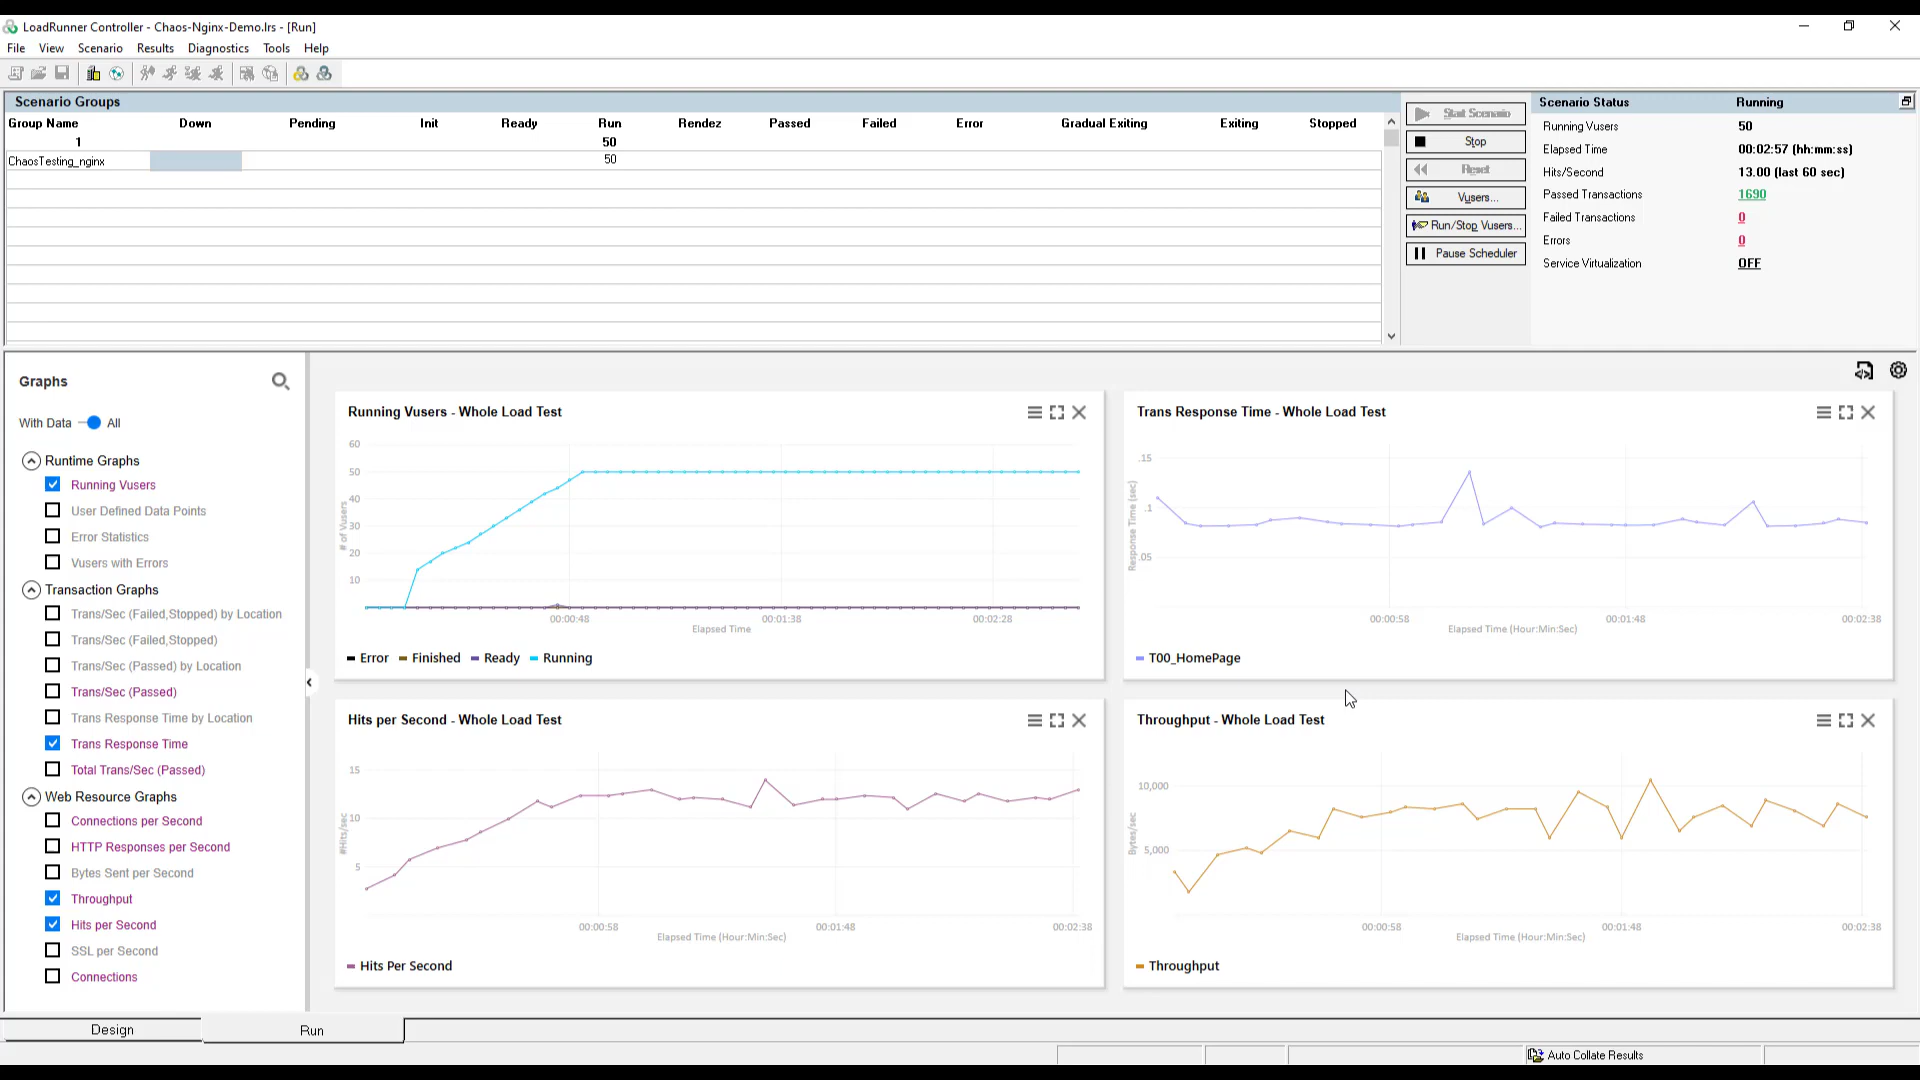 LoadRunner Controller - Chaos-Nginx-Demo.lrs - [Run]
File View Scenario Results Diagnostics Tools Help
Scenario Groups
Group Name Down Pending Init Ready Run Rendez Passed Failed Error Gradual Exiting Exiting Stopped
1 50
ChaosTesting_nginx 50
Start Scenario
Stop
Reset
Vusers...
Run/Stop Vusers...
Pause Scheduler
Scenario Status Running
Running Vusers 50
Elapsed Time 00:02:57 (hh:mm:ss)
Hits/Second 13.00 (last 60 sec)
Passed Transactions 1690
Failed Transactions 0
Errors 0
Service Virtualization OFF
Graphs
With Data All
Runtime Graphs
Running Vusers
User Defined Data Points
Error Statistics
Vusers with Errors
Transaction Graphs
Trans/Sec (Failed,Stopped) by Location
Trans/Sec (Failed,Stopped)
Trans/Sec (Passed) by Location
Trans/Sec (Passed)
Trans Response Time by Location
Trans Response Time
Total Trans/Sec (Passed)
Web Resource Graphs
Connections per Second
HTTP Responses per Second
Bytes Sent per Second
Throughput
Hits per Second
SSL per Second
Connections
Running Vusers - Whole Load Test
60
50
40
30
20
10
# of Vusers
00:00:48 00:01:38 00:02:28
Elapsed Time
Error Finished Ready Running
Trans Response Time - Whole Load Test
.15
.1
.05
Response Time (sec)
00:00:58 00:01:48 00:02:38
Elapsed Time (Hour:Min:Sec)
T00_HomePage
Hits per Second - Whole Load Test
15
10
5
#Hits/sec
00:00:58 00:01:48 00:02:38
Elapsed Time (Hour:Min:Sec)
Hits Per Second
Throughput - Whole Load Test
10,000
5,000
Bytes/sec
00:00:58 00:01:48 00:02:38
Elapsed Time (Hour:Min:Sec)
Throughput
Design Run
Auto Collate Results